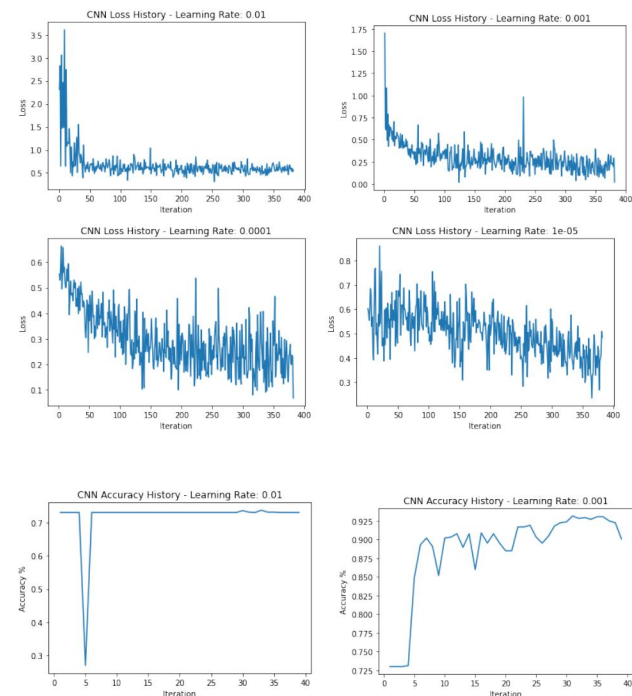 CNN Loss History - Learning Rate: 0.01
3.5
3.0
2.5
2.0
1.5
1.0
0.5
Loss
0 50 100 150 200 250 300 350 400
Iteration
CNN Loss History - Learning Rate: 0.001
1.75
1.50
1.25
1.00
0.75
0.50
0.25
0.00
Loss
0 50 100 150 200 250 300 350 400
Iteration
CNN Loss History - Learning Rate: 0.0001
0.6
0.5
0.4
0.3
0.2
0.1
Loss
0 50 100 150 200 250 300 350 400
Iteration
CNN Loss History - Learning Rate: 1e-05
0.8
0.7
0.6
0.5
0.4
0.3
Loss
0 50 100 150 200 250 300 350 400
Iteration
CNN Accuracy History - Learning Rate: 0.01
0.7
0.6
0.5
0.4
0.3
Accuracy %
0 5 10 15 20 25 30 35 40
Iteration
CNN Accuracy History - Learning Rate: 0.001
0.925
0.900
0.875
0.850
0.825
0.800
0.775
0.750
0.725
Accuracy %
0 5 10 15 20 25 30 35 40
Iteration